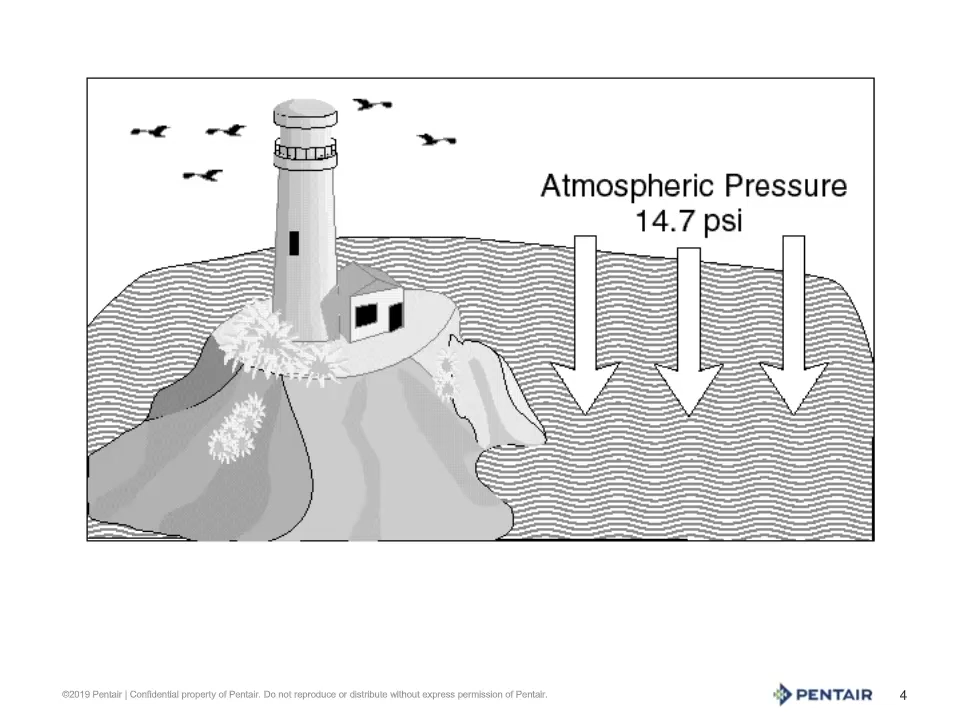 Atmospheric Pressure
14.7 psi
©2019 Pentair | Confidential property of Pentair. Do not reproduce or distribute without express permission of Pentair.
PENTAIR
4